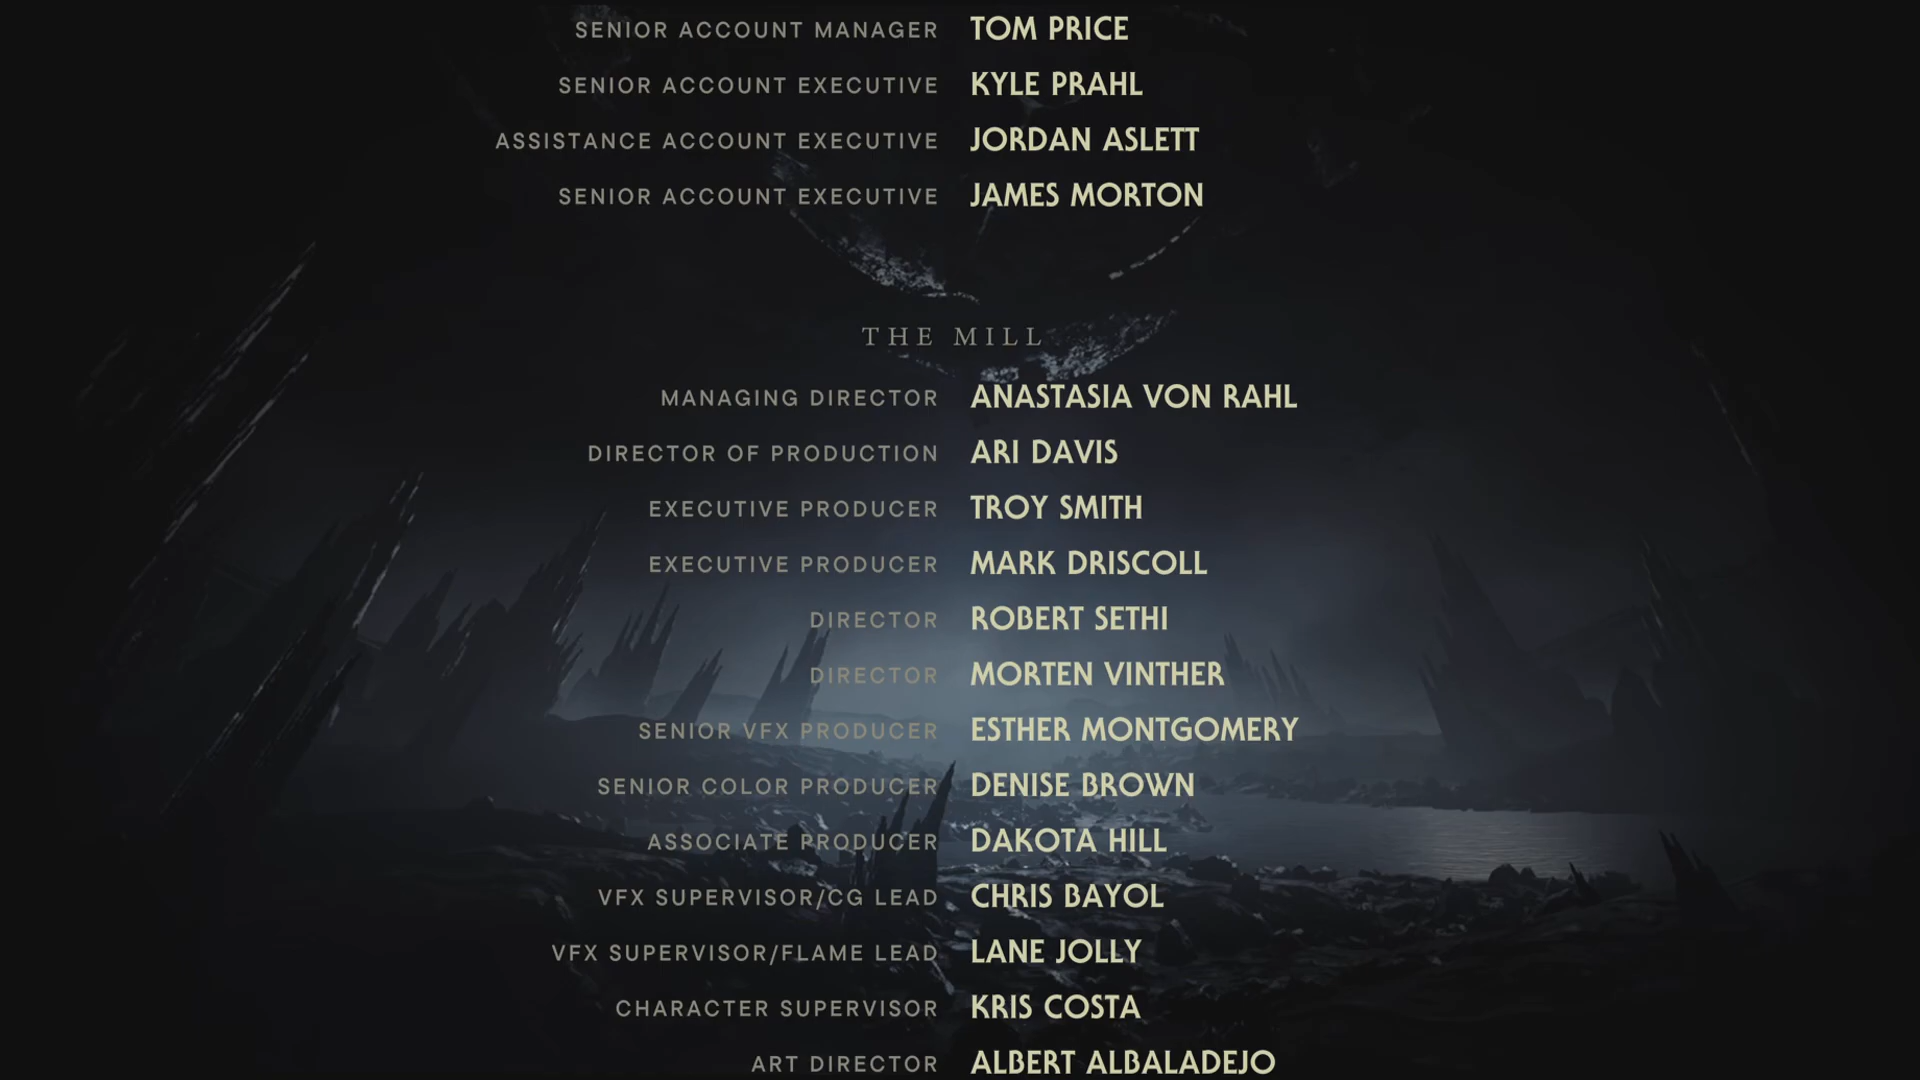 SENIOR ACCOUNT MANAGER TOM PRICE
SENIOR ACCOUNT EXECUTIVE KYLE PRAHL
ASSISTANCE ACCOUNT EXECUTIVE JORDAN ASLETT
SENIOR ACCOUNT EXECUTIVE JAMES MORTON
THE MILL
MANAGING DIRECTOR ANASTASIA VON RAHL
DIRECTOR OF PRODUCTION ARI DAVIS
EXECUTIVE PRODUCER TROY SMITH
EXECUTIVE PRODUCER MARK DRISCOLL
DIRECTOR ROBERT SETHI
DIRECTOR MORTEN VINTHER
SENIOR VFX PRODUCER ESTHER MONTGOMERY
SENIOR COLOR PRODUCER DENISE BROWN
ASSOCIATE PRODUCER DAKOTA HILL
VFX SUPERVISOR/CG LEAD CHRIS BAYOL
VFX SUPERVISOR/FLAME LEAD LANE JOLLY
CHARACTER SUPERVISOR KRIS COSTA
ART DIRECTOR ALBERT ALBALADEJO